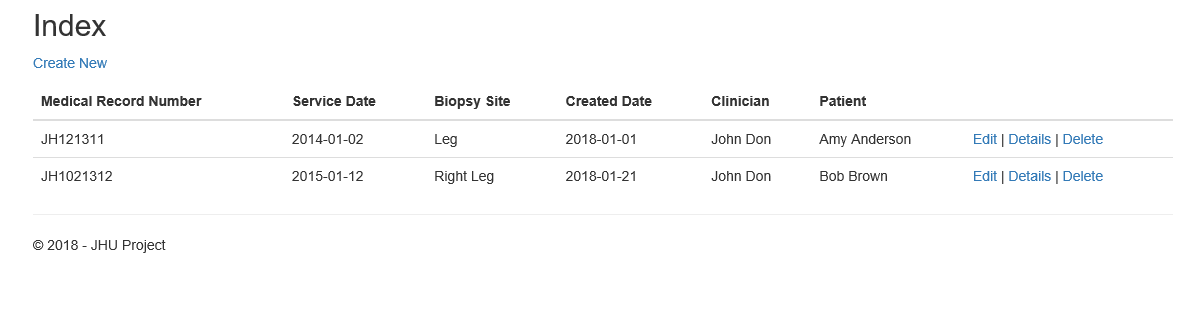 Index
Create New
Medical Record Number Service Date Biopsy Site Created Date Clinician Patient
JH121311 2014-01-02 Leg 2018-01-01 John Don Amy Anderson Edit | Details | Delete
JH1021312 2015-01-12 Right Leg 2018-01-21 John Don Bob Brown Edit | Details | Delete
© 2018 - JHU Project